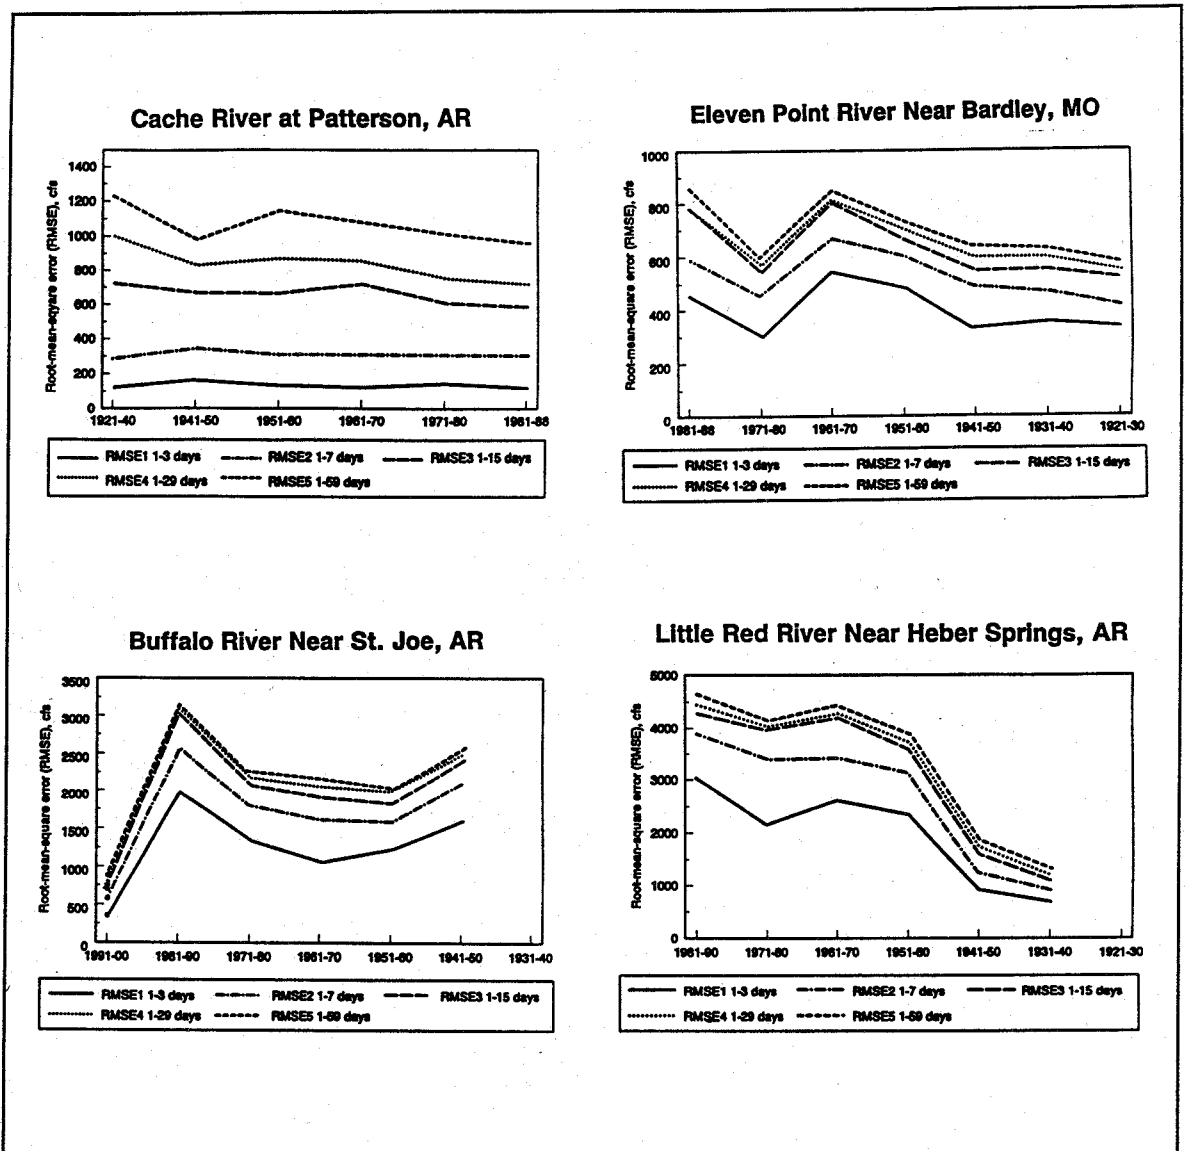 Cache River at Patterson, AR
Root-mean-eqyare error (RMSE), cfs
1400
1200
1000
800
600
400
200
0
1921-40 1941-50 1951-60 1961-70 1971-80 1981-88
RMSE1 1-3 days RMSE2 1-7 days RMSE3 1-15 days
RMSE4 1-29 days RMSE5 1-59 days
Eleven Point River Near Bardley, MO
Root-mean-square error (RMSE), cfs
1000
800
600
400
200
0
1981-88 1971-80 1961-70 1951-60 1941-50 1931-40 1921-30
RMSE1 1-3 days RMSE2 1-7 days RMSE3 1-15 days
RMSE4 1-29 days RMSE5 1-59 days
Buffalo River Near St. Joe, AR
Root-mean-square error (RMSE), cfs
3500
3000
2500
2000
1500
1000
500
0
1991-00 1981-90 1971-80 1961-70 1951-60 1941-50 1931-40
RMSE1 1-3 days RMSE2 1-7 days RMSE3 1-15 days
RMSE4 1-29 days RMSE5 1-59 days
Little Red River Near Heber Springs, AR
Root-mean-square error (RMSE), cfs
5000
4000
3000
2000
1000
0
1981-90 1971-80 1961-70 1951-60 1941-50 1931-40 1921-30
RMSE1 1-3 days RMSE2 1-7 days RMSE3 1-15 days
RMSE4 1-29 days RMSE5 1-59 days